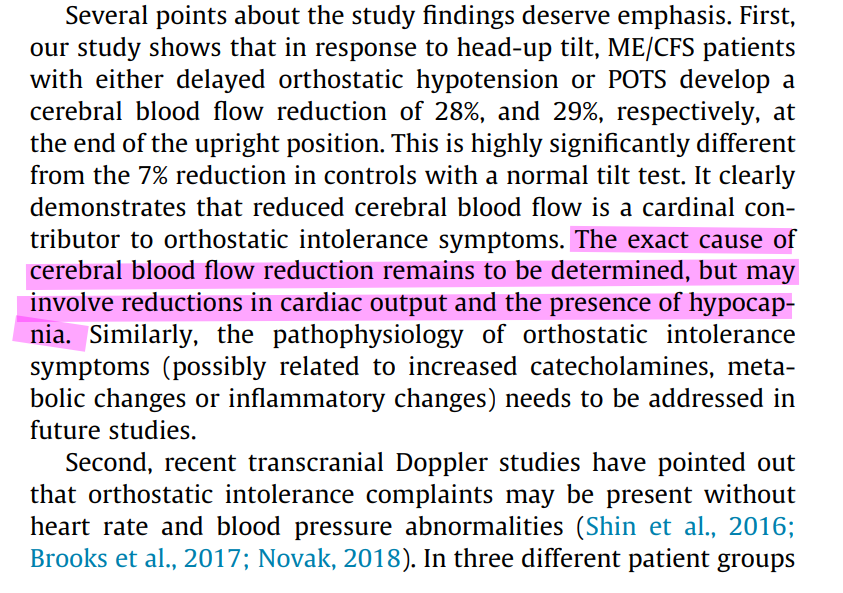 Several points about the study findings deserve emphasis. First,
our study shows that in response to head-up tilt, ME/CFS patients
with either delayed orthostatic hypotension or POTS develop a
cerebral blood flow reduction of 28%, and 29%, respectively, at
the end of the upright position. This is highly significantly different
from the 7% reduction in controls with a normal tilt test. It clearly
demonstrates that reduced cerebral blood flow is a cardinal con-
tributor to orthostatic intolerance symptoms. The exact cause of
cerebral blood flow reduction remains to be determined, but may
involve reductions in cardiac output and the presence of hypocap-
nia. Similarly, the pathophysiology of orthostatic intolerance
symptoms (possibly related to increased catecholamines, meta-
bolic changes or inflammatory changes) needs to be addressed in
future studies.
Second, recent transcranial Doppler studies have pointed out
that orthostatic intolerance complaints may be present without
heart rate and blood pressure abnormalities (Shin et al., 2016;
Brooks et al., 2017; Novak, 2018). In three different patient groups